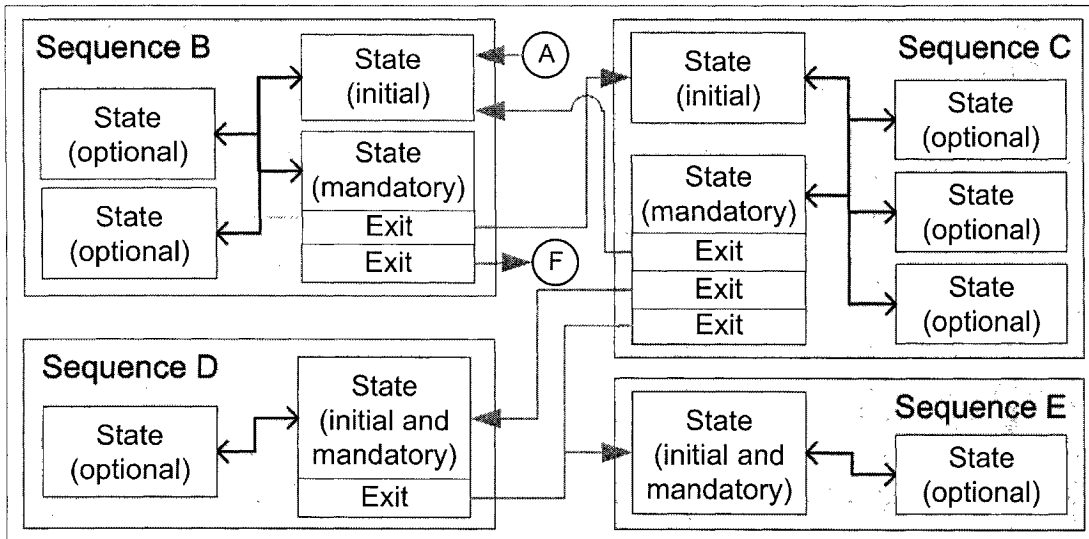 Sequence B
State
(initial)
A
State
(optional)
State
(mandatory)
State
(optional)
Exit
Exit
F
Sequence C
State
(initial)
State
(optional)
State
(mandatory)
State
(optional)
Exit
Exit
Exit
State
(optional)
Sequence D
State
(initial and
mandatory)
State
(optional)
Exit
Sequence E
State
(initial and
mandatory)
State
(optional)